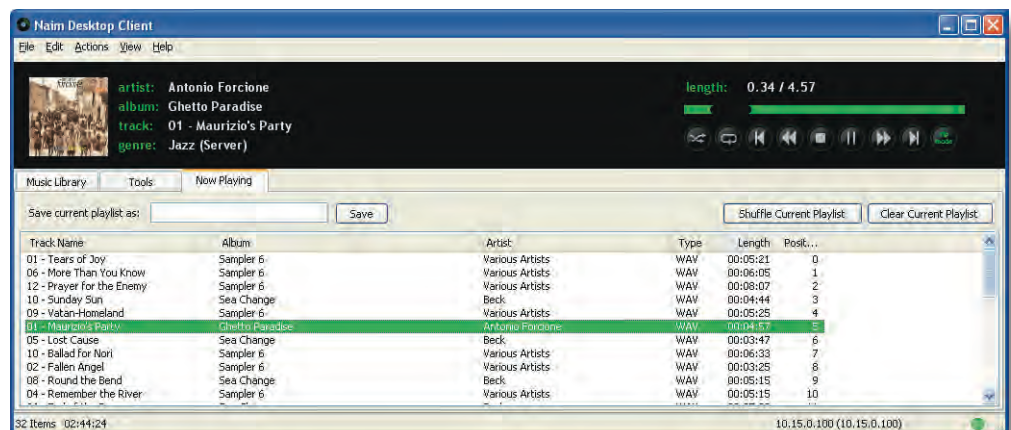 Naim Desktop Client
File Edit Actions View Help
forcione
artist: Antonio Forcione
album: Ghetto Paradise
track: 01 - Maurizio's Party
genre: Jazz (Server)
length: 0.34 / 4.57
Music Library Tools Now Playing
Save current playlist as: Save Shuffle Current Playlist Clear Current Playlist
Track Name Album Artist Type Length Posit...
01 - Tears of Joy Sampler 6 Various Artists WAV 00:05:21 0
06 - More Than You Know Sampler 6 Various Artists WAV 00:06:05 1
12 - Prayer for the Enemy Sampler 6 Various Artists WAV 00:08:07 2
10 - Sunday Sun Sea Change Beck WAV 00:04:44 3
09 - Vatan-Homeland Sampler 6 Various Artists WAV 00:05:25 4
01 - Maurizio's Party Ghetto Paradise Antonio Forcione WAV 00:04:57 5
05 - Lost Cause Sea Change Beck WAV 00:03:47 6
10 - Ballad for Nori Sampler 6 Various Artists WAV 00:06:33 7
02 - Fallen Angel Sampler 6 Various Artists WAV 00:03:25 8
08 - Round the Bend Sea Change Beck WAV 00:05:15 9
04 - Remember the River Sampler 6 Various Artists WAV 00:05:15 10
32 Items 02:44:24 10.15.0.100 (10.15.0.100)